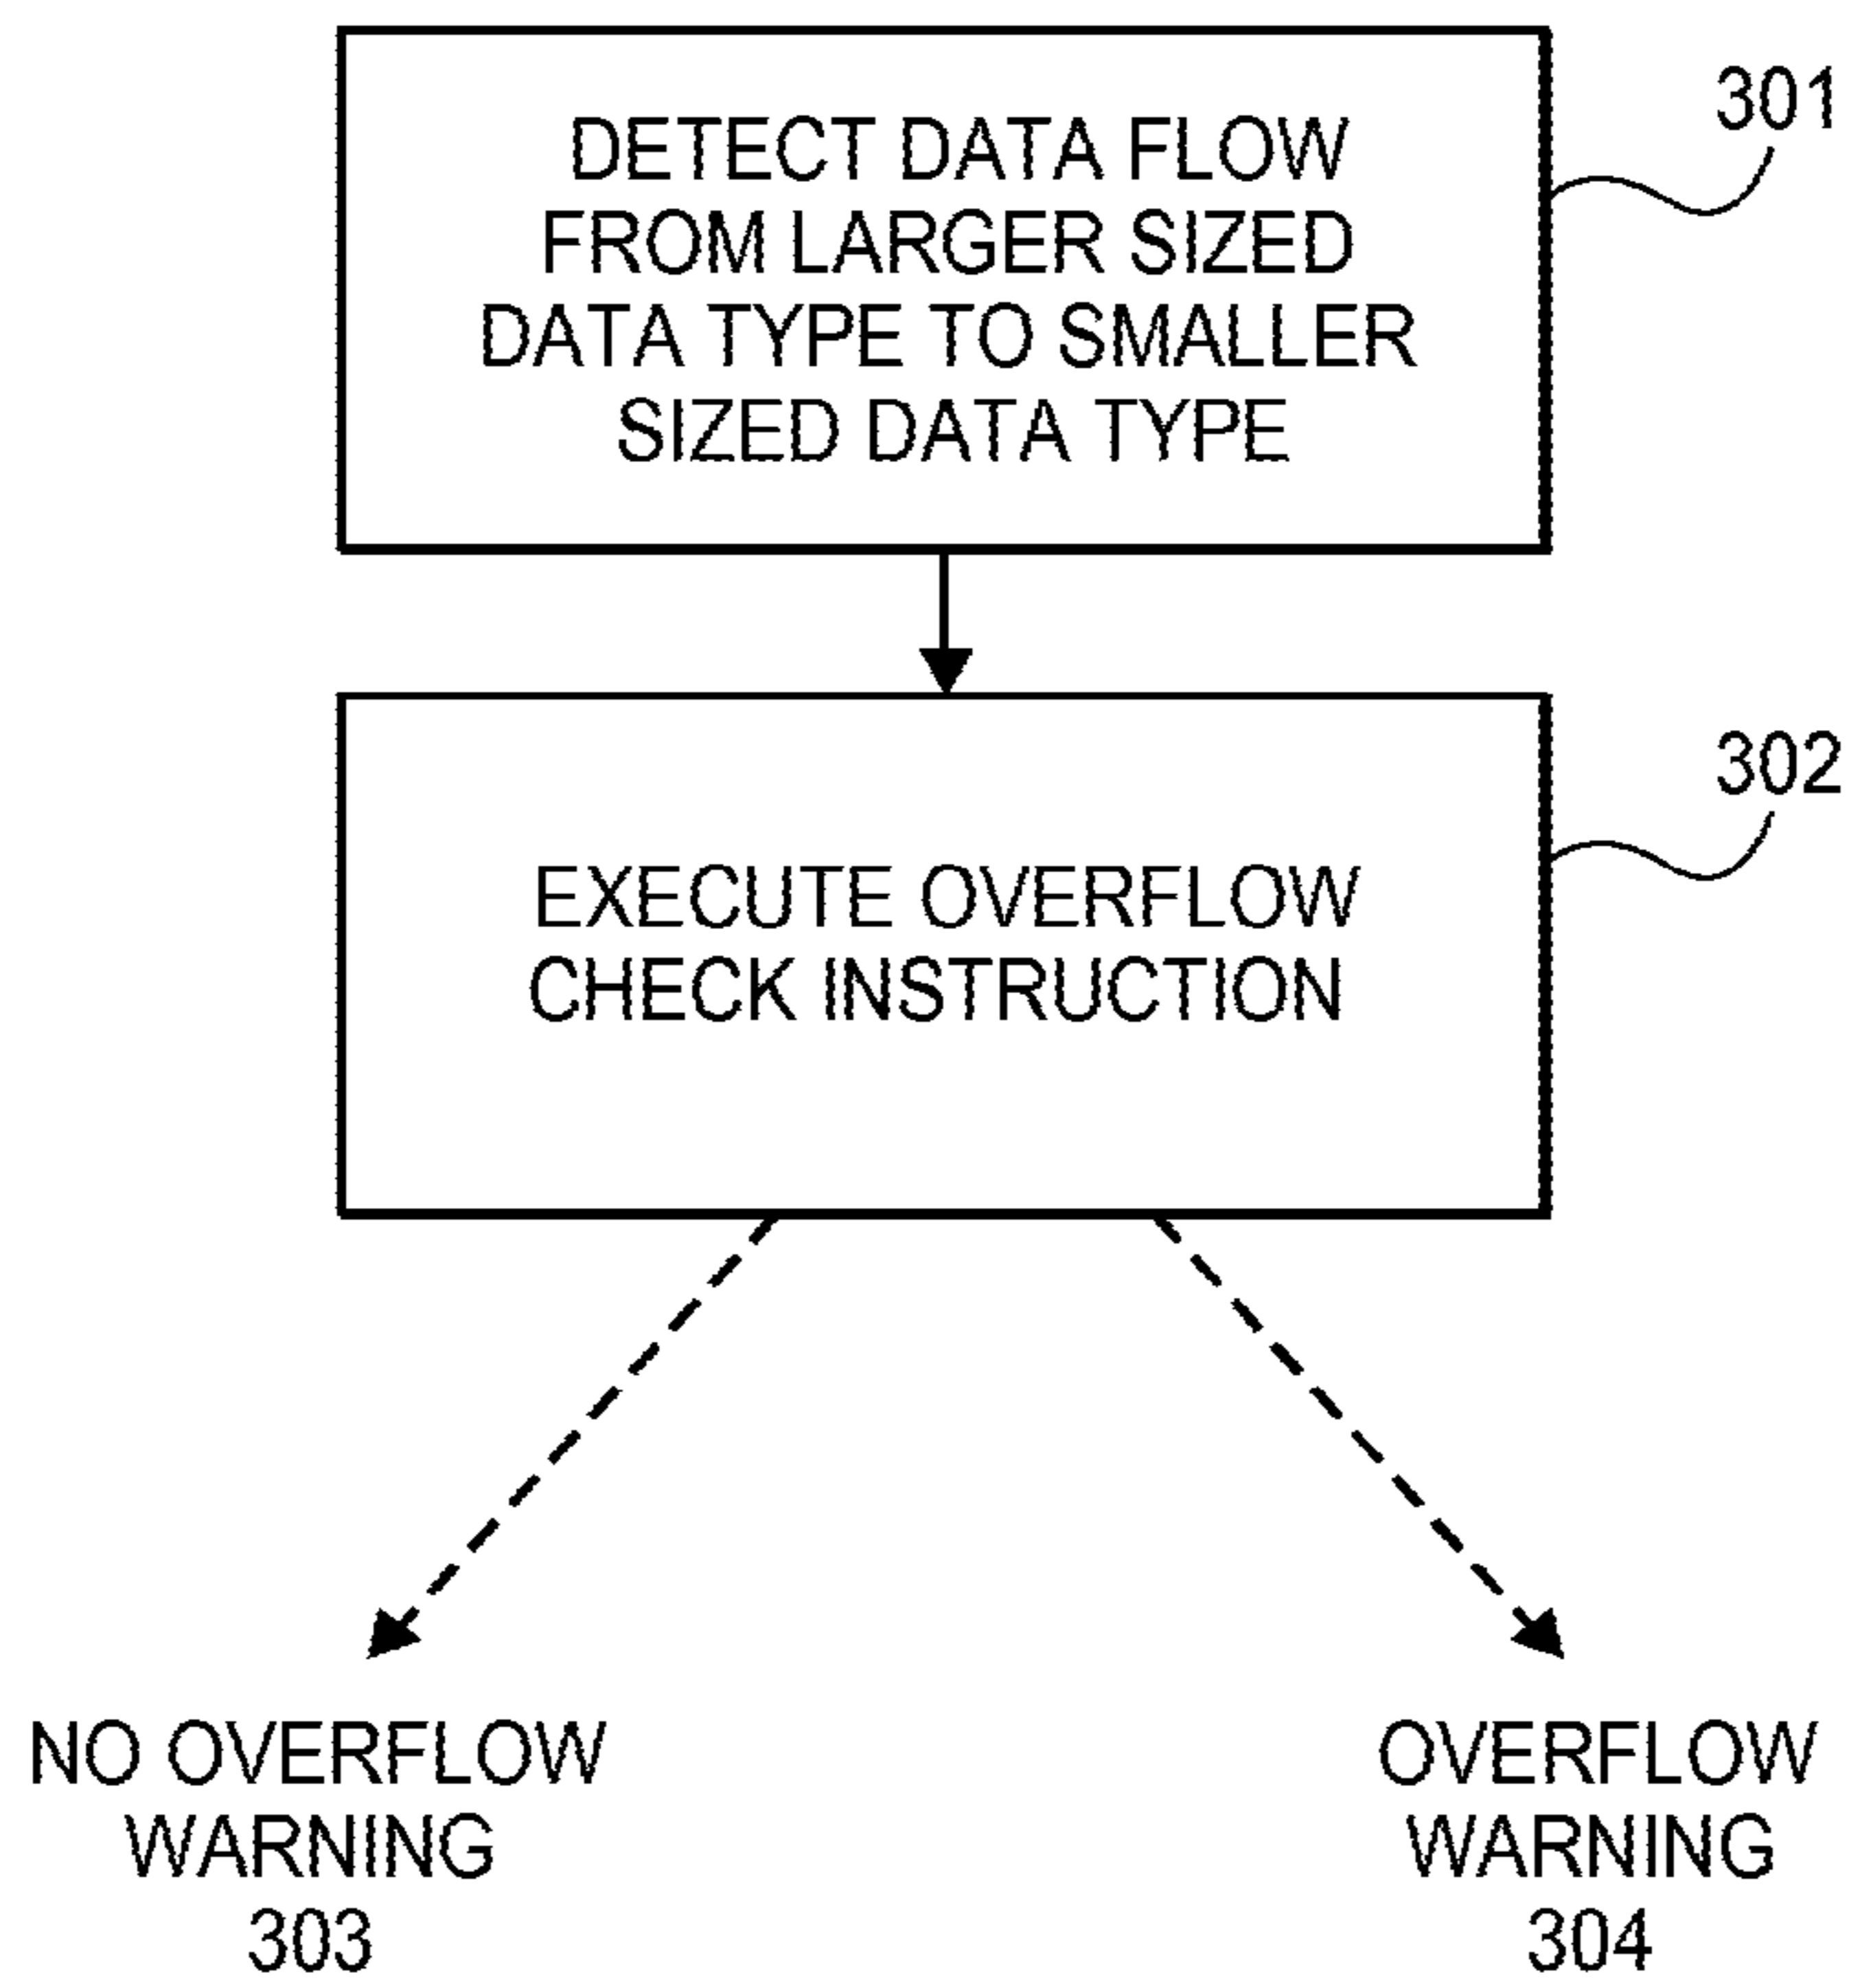 DETECT DATA FLOW
FROM LARGER SIZED
DATA TYPE TO SMALLER
SIZED DATA TYPE
301
EXECUTE OVERFLOW
CHECK INSTRUCTION
302
NO OVERFLOW
WARNING
303
OVERFLOW
WARNING
304